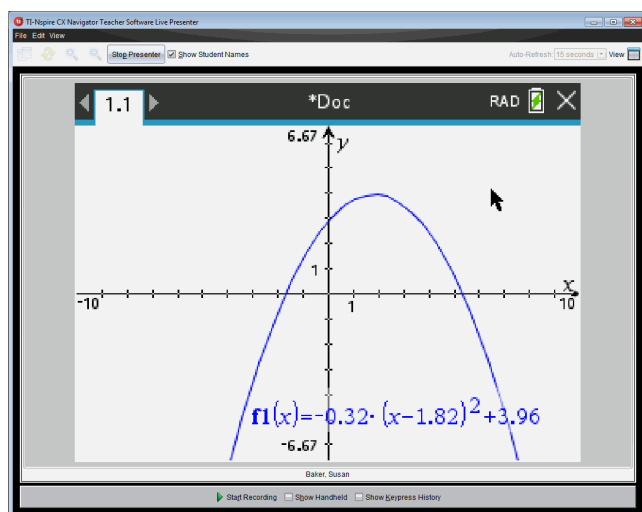 TI-Nspire CX Navigator Teacher Software Live Presenter
File Edit View
Stop Presenter Show Student Names Auto-Refresh: 15 seconds View
1.1 *Doc RAD
6.67 y
1
x
-10 1 10
f1(x)=-0.32·(x-1.82)²+3.96
-6.67
Baker, Susan
Start Recording Show Handheld Show Keypress History